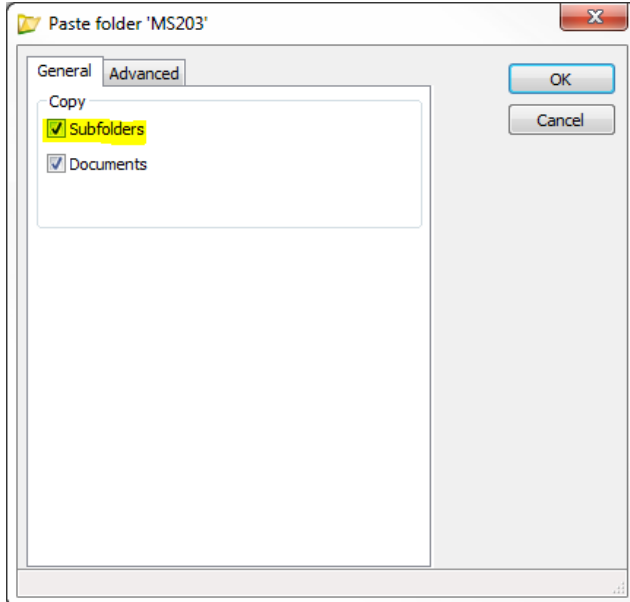 Paste folder 'MS203'
General Advanced
OK
Copy
Subfolders
Cancel
Documents